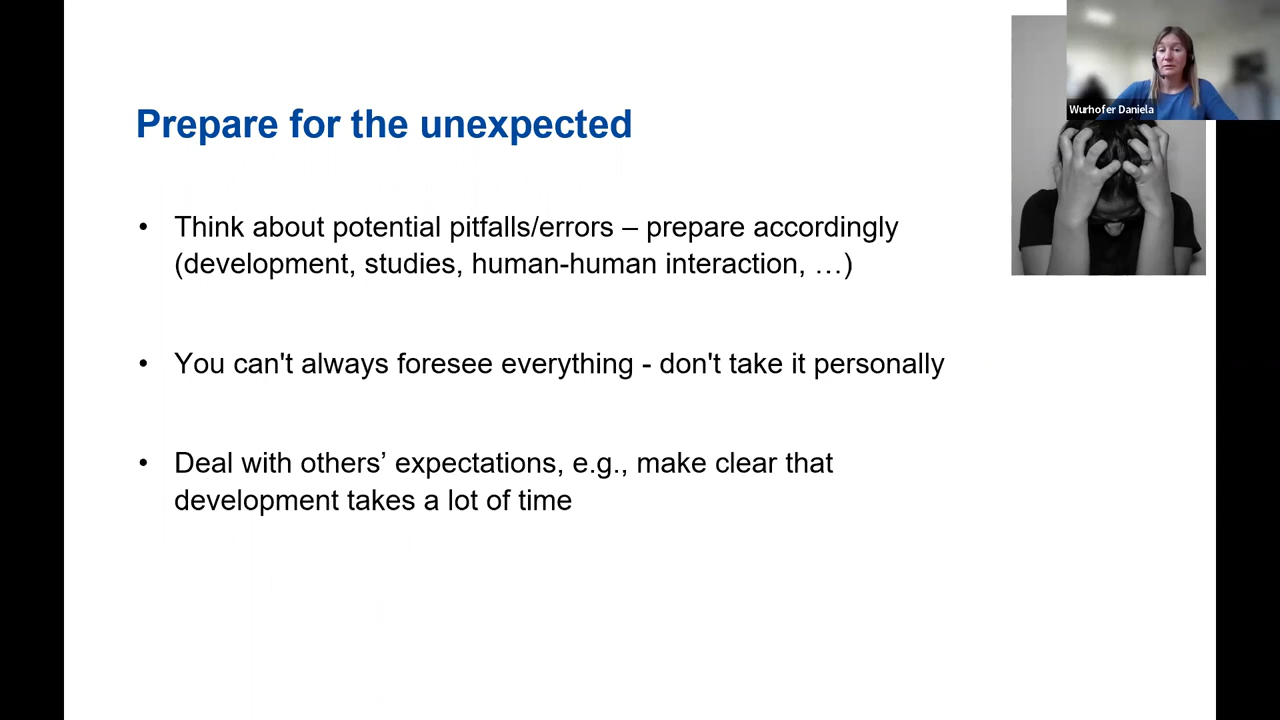 Prepare for the unexpected
• Think about potential pitfalls/errors – prepare accordingly
(development, studies, human-human interaction, …)
• You can't always foresee everything - don't take it personally
• Deal with others’ expectations, e.g., make clear that
development takes a lot of time
Wurhofer Daniela